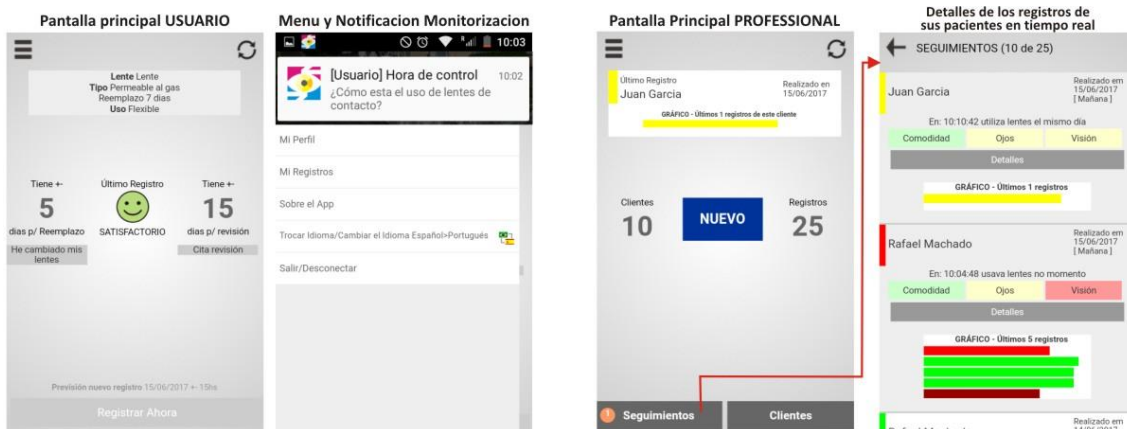 Pantalla principal USUARIO
Lente Lente
Tipo Permeable al gas
Reemplazo 7 dias
Uso Flexible
Tiene +-
5
dias p/ Reemplazo
He cambiado mis
lentes
Último Registro
SATISFACTORIO
Tiene +-
15
dias p/ revisión
Cita revisión
Previsión nuevo registro 15/06/2017 +- 15hs
Registrar Ahora
Menu y Notificacion Monitorizacion
10:03
[Usuario] Hora de control 10:02
¿Cómo esta el uso de lentes de
contacto?
Mi Perfil
Mi Registros
Sobre el App
Trocar Idioma/Cambiar el Idioma Español>Portugués
Salir/Desconectar
Pantalla Principal PROFESSIONAL
Último Registro
Juan Garcia
Realizado en
15/06/2017
GRÁFICO - Últimos 1 registros de este cliente
Clientes
10
NUEVO
Registros
25
Seguimientos
Clientes
Detalles de los registros de
sus pacientes en tiempo real
SEGUIMIENTOS (10 de 25)
Juan Garcia
Realizado em
15/06/2017
[ Mañana ]
En: 10:10:42 utiliza lentes el mismo día
Comodidad Ojos Visión
Detalles
GRÁFICO - Últimos 1 registros
Rafael Machado
Realizado em
15/06/2017
[ Mañana ]
En: 10:04:48 usava lentes no momento
Comodidad Ojos Visión
Detalles
GRÁFICO - Últimos 5 registros
Realizado em